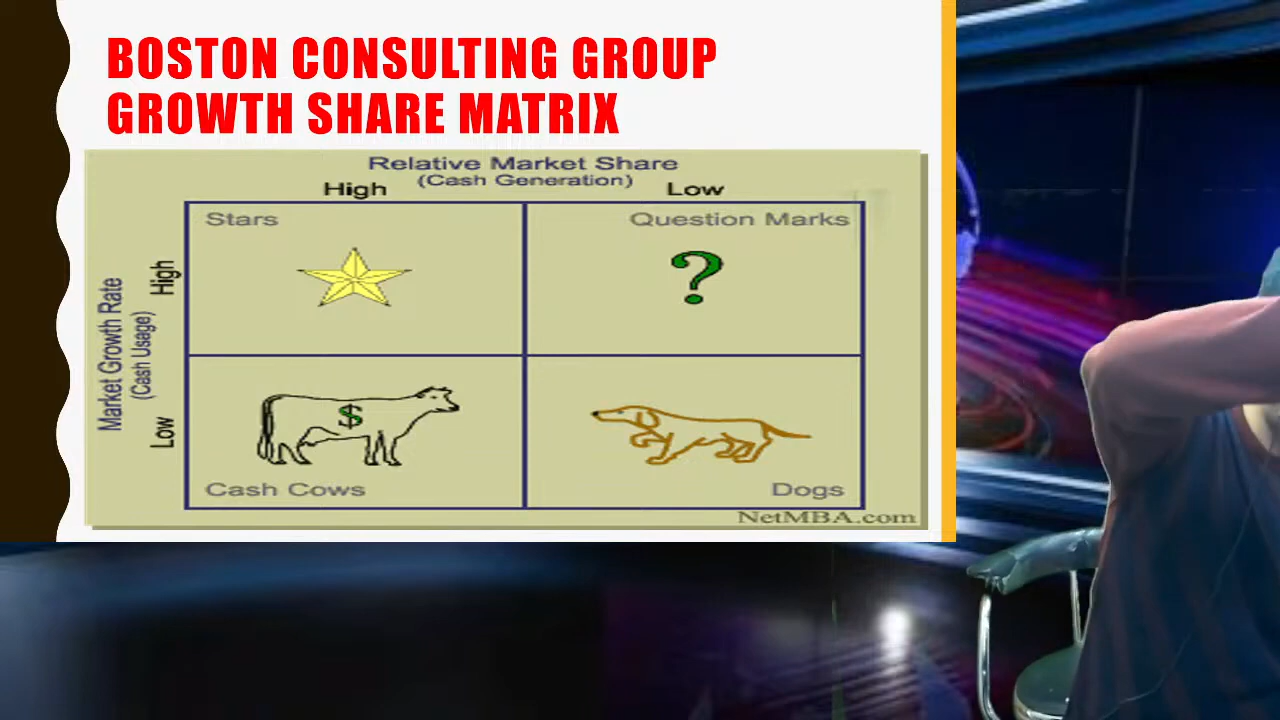 BOSTON CONSULTING GROUP
GROWTH SHARE MATRIX
Relative Market Share
(Cash Generation)
High
Low
Market Growth Rate
(Cash Usage)
High
Low
Stars
Question Marks
?
$
Cash Cows
Dogs
NetMBA.com